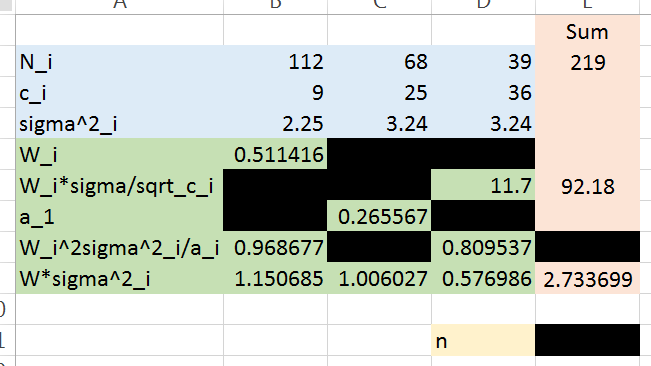 A B C D E
Sum
N_i 112 68 39 219
c_i 9 25 36
sigma^2_i 2.25 3.24 3.24
W_i 0.511416
W_i*sigma/sqrt_c_i 11.7 92.18
a_1 0.265567
W_i^2sigma^2_i/a_i 0.968677 0.809537
W*sigma^2_i 1.150685 1.006027 0.576986 2.733699
0
1 n